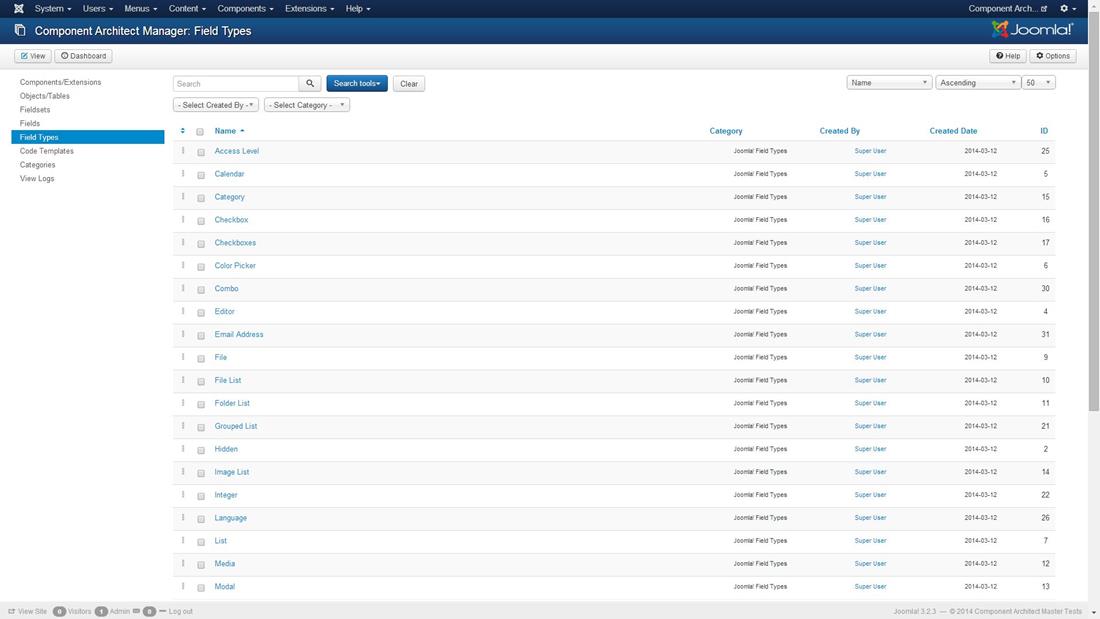 System Users Menus Content Components Extensions Help Component Arch...
Component Architect Manager: Field Types Joomla!
View Dashboard Help Options
Components/Extensions
Objects/Tables
Fieldsets
Fields
Field Types
Code Templates
Categories
View Logs
Search Search tools Clear Name Ascending 50
- Select Created By - - Select Category -
Name Category Created By Created Date ID
Access Level Joomla! Field Types Super User 2014-03-12 25
Calendar Joomla! Field Types Super User 2014-03-12 5
Category Joomla! Field Types Super User 2014-03-12 15
Checkbox Joomla! Field Types Super User 2014-03-12 16
Checkboxes Joomla! Field Types Super User 2014-03-12 17
Color Picker Joomla! Field Types Super User 2014-03-12 6
Combo Joomla! Field Types Super User 2014-03-12 30
Editor Joomla! Field Types Super User 2014-03-12 4
Email Address Joomla! Field Types Super User 2014-03-12 31
File Joomla! Field Types Super User 2014-03-12 9
File List Joomla! Field Types Super User 2014-03-12 10
Folder List Joomla! Field Types Super User 2014-03-12 11
Grouped List Joomla! Field Types Super User 2014-03-12 21
Hidden Joomla! Field Types Super User 2014-03-12 2
Image List Joomla! Field Types Super User 2014-03-12 14
Integer Joomla! Field Types Super User 2014-03-12 22
Language Joomla! Field Types Super User 2014-03-12 26
List Joomla! Field Types Super User 2014-03-12 7
Media Joomla! Field Types Super User 2014-03-12 12
Modal Joomla! Field Types Super User 2014-03-12 13
View Site 0 Visitors 1 Admin 0 Log out Joomla! 3.2.3 — © 2014 Component Architect Master Tests